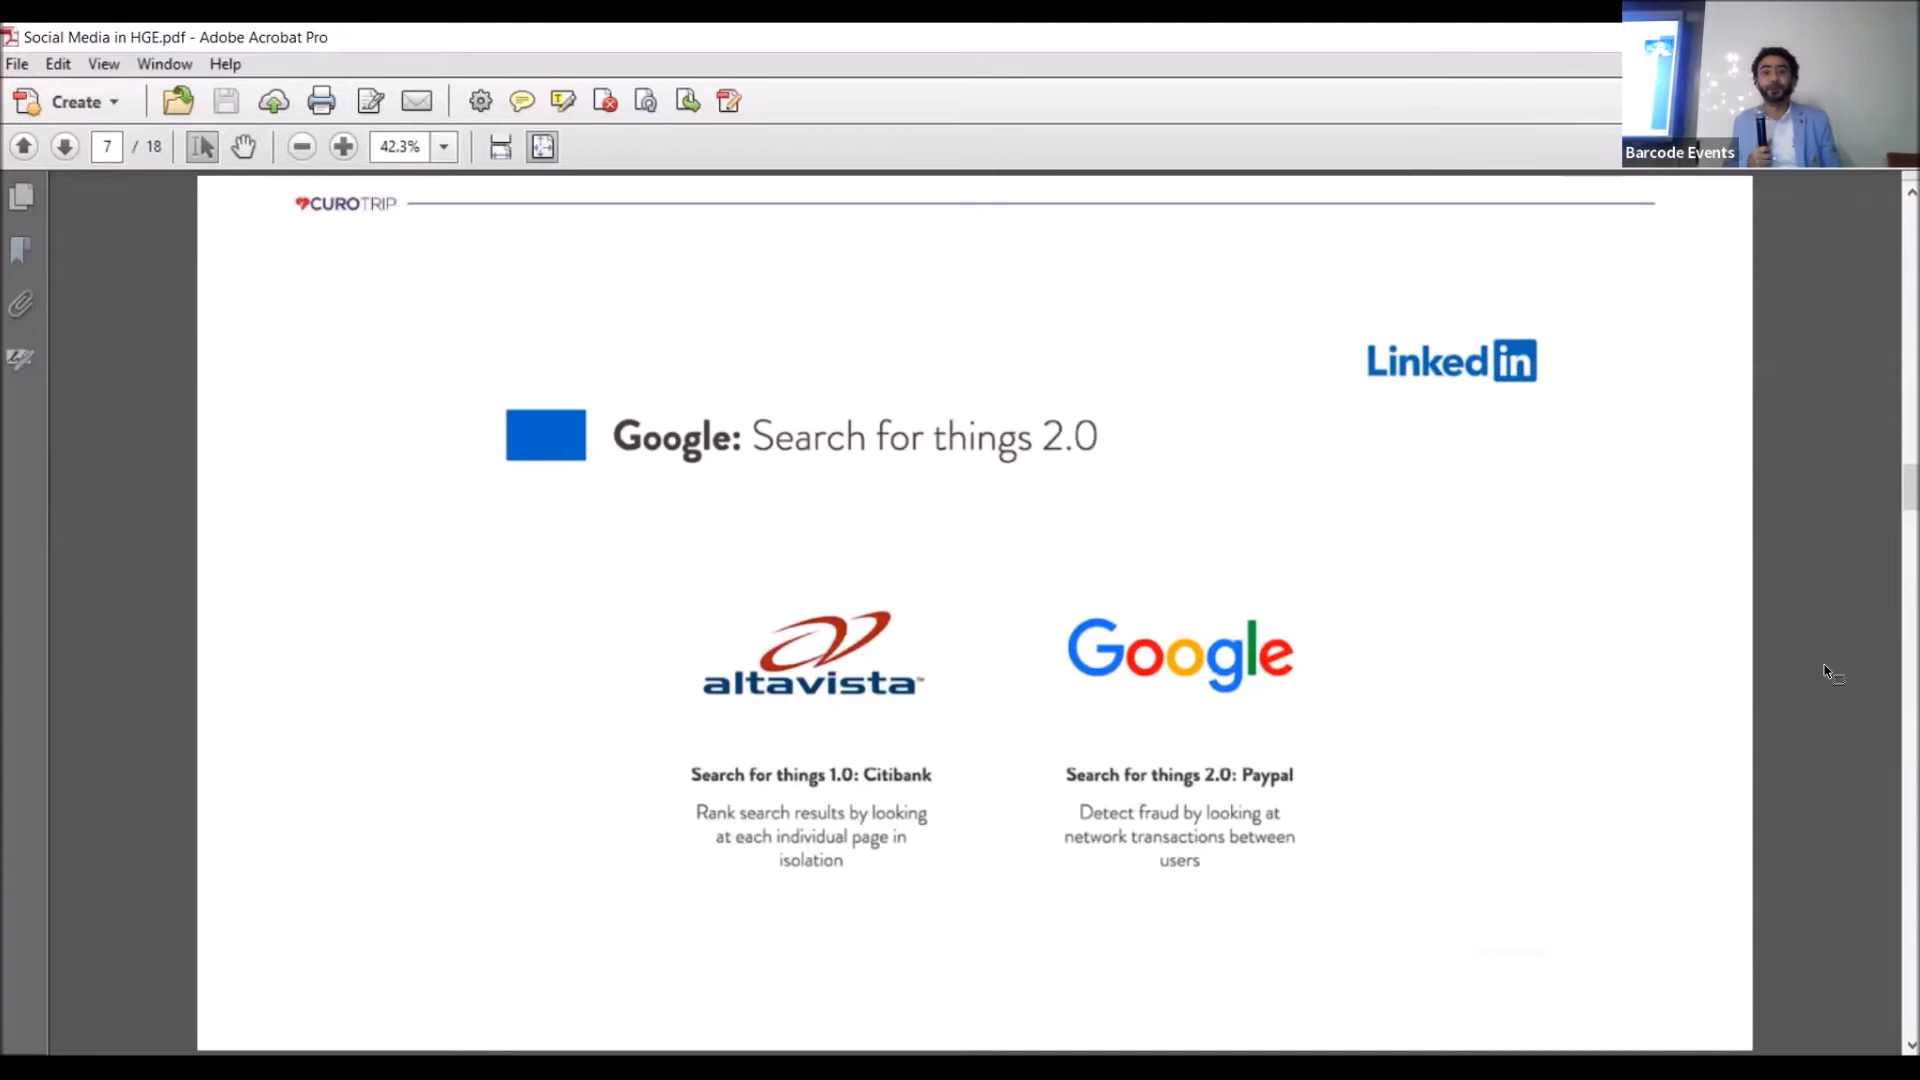 Social Media in HGE.pdf - Adobe Acrobat Pro
File Edit View Window Help
Create
7 / 18 42.3%
Barcode Events
CUROTRIP
Linked in
Google: Search for things 2.0
altavista™
Google
Search for things 1.0: Citibank
Rank search results by looking
at each individual page in
isolation
Search for things 2.0: Paypal
Detect fraud by looking at
network transactions between
users